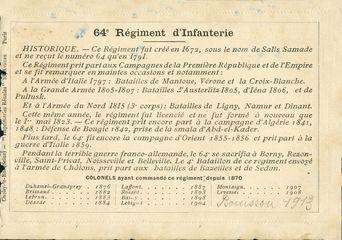 64e Régiment d'Infanterie
HISTORIQUE. — Ce Régiment fut créé en 1672, sous le nom de Salis Samade
et ne reçut le numéro 64 qu'en 1791.
Ce Régiment prit part aux Campagnes de la Première République et de l'Empire
et se fit remarquer en maintes occasions et notamment :
A l'Armée d'Italie 1797 : Batailles de Mantoue, Vérone et la Croix-Blanche.
A la Grande Armée 1805-1807 : Batailles d'Austerlitz 1805, d'Iéna 1806, et de
Pultusk.
Et à l'Armée du Nord 1815 (3e corps) ; Batailles de Ligny, Namur et Dinant.
Cette même année, le régiment fut licencié et ne fut formé à nouveau que
le 1er mai 1823. — Ce régiment prit encore part à la campagne d'Algérie 1841,
1848 : Défense de Bougie 1842, prise de la smala d'Abd-el-Kader.
Plus tard, le 64e fit encore la campagne d'Orient 1855-1856 et prit part à la
guerre d'Italie 1859.
Pendant la terrible guerre franco-allemande, le 64e se sacrifia à Borny, Rezon-
ville, Saint-Privat, Noisseville et Belleville. Le 4e Bataillon de ce régiment envoyé
à l'armée de Châlons, prit part aux batailles de Bazeilles et de Sedan.
COLONELS ayant commandé ce régiment depuis 1870
Duhamel-Grandprey 1876 Laffont 1887 Montaign 1907
Brissaud 1898 1908
Lebrun
1904
1913